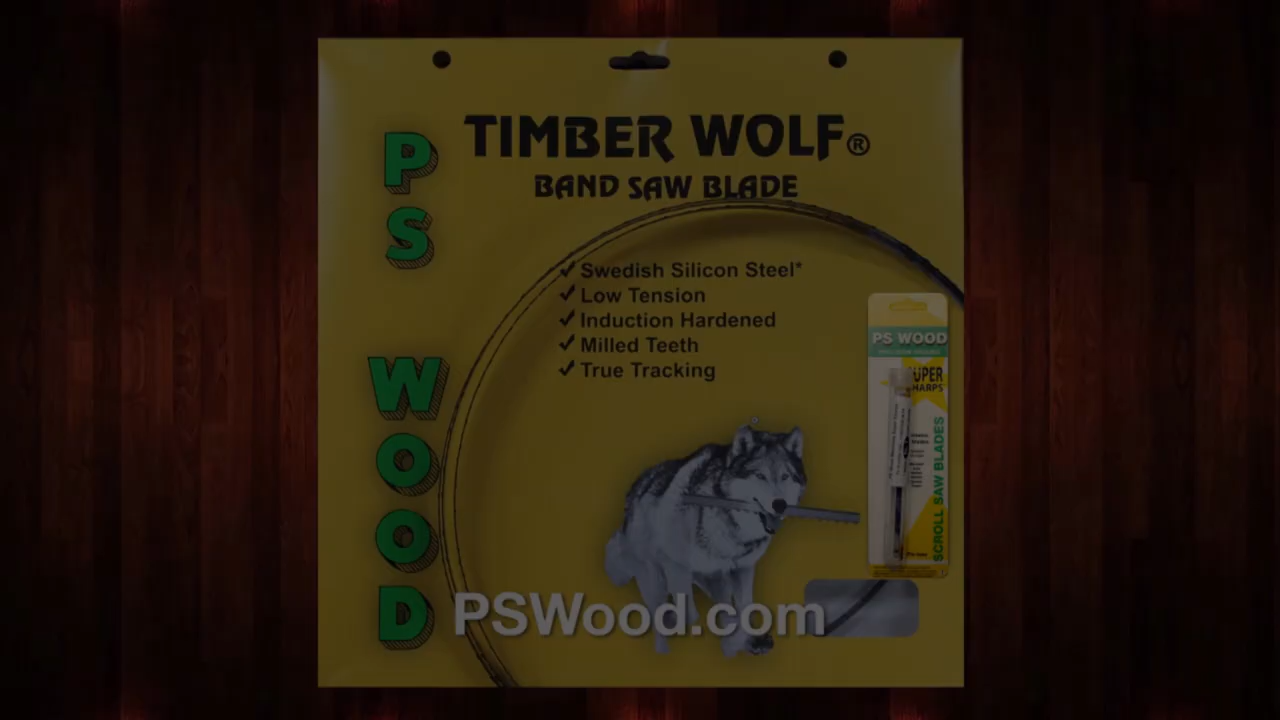 TIMBER WOLF®
BAND SAW BLADE
PS WOOD
✓ Swedish Silicon Steel*
✓ Low Tension
✓ Induction Hardened
✓ Milled Teeth
✓ True Tracking
PS WOOD
SUPER
SHARPS
SCROLL SAW BLADES
PSWood.com